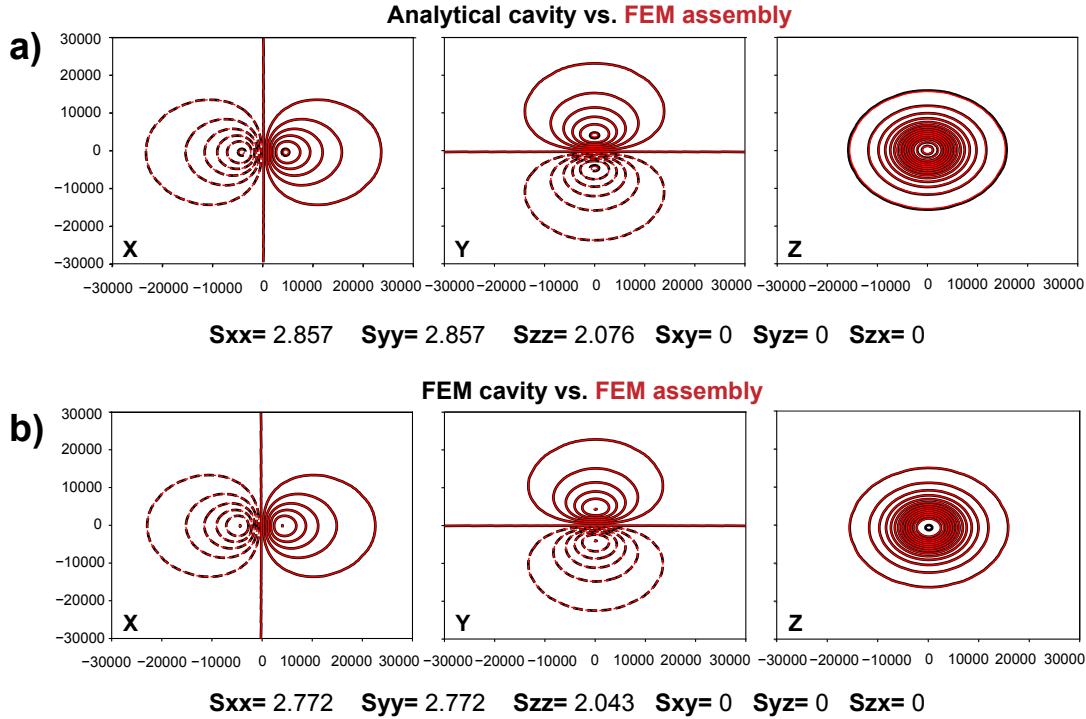 Analytical cavity vs. FEM assembly
a)
30000
20000
10000
0
−10000
−20000
−30000
X
Y
Z
−30000 −20000 −10000 0 10000 20000 30000
−30000 −20000 −10000 0 10000 20000 30000
−30000 −20000 −10000 0 10000 20000 30000
Sxx= 2.857 Syy= 2.857 Szz= 2.076 Sxy= 0 Syz= 0 Szx= 0
FEM cavity vs. FEM assembly
b)
30000
20000
10000
0
−10000
−20000
−30000
X
Y
Z
−30000 −20000 −10000 0 10000 20000 30000
−30000 −20000 −10000 0 10000 20000 30000
−30000 −20000 −10000 0 10000 20000 30000
Sxx= 2.772 Syy= 2.772 Szz= 2.043 Sxy= 0 Syz= 0 Szx= 0